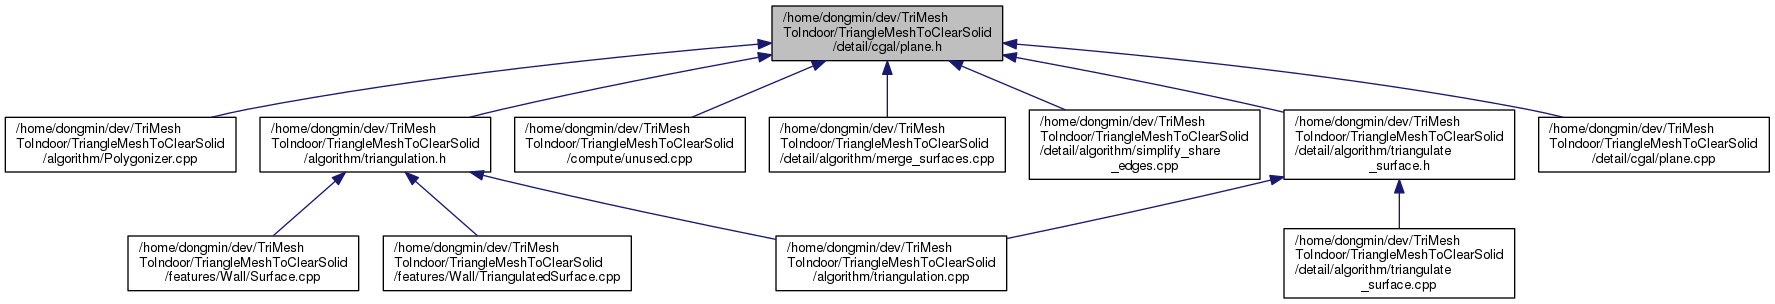 /home/dongmin/dev/TriMesh
ToIndoor/TriangleMeshToClearSolid
/detail/cgal/plane.h
/home/dongmin/dev/TriMesh
ToIndoor/TriangleMeshToClearSolid
/algorithm/Polygonizer.cpp
/home/dongmin/dev/TriMesh
ToIndoor/TriangleMeshToClearSolid
/algorithm/triangulation.h
/home/dongmin/dev/TriMesh
ToIndoor/TriangleMeshToClearSolid
/compute/unused.cpp
/home/dongmin/dev/TriMesh
ToIndoor/TriangleMeshToClearSolid
/detail/algorithm/merge_surfaces.cpp
/home/dongmin/dev/TriMesh
ToIndoor/TriangleMeshToClearSolid
/detail/algorithm/simplify_share
_edges.cpp
/home/dongmin/dev/TriMesh
ToIndoor/TriangleMeshToClearSolid
/detail/algorithm/triangulate
_surface.h
/home/dongmin/dev/TriMesh
ToIndoor/TriangleMeshToClearSolid
/detail/cgal/plane.cpp
/home/dongmin/dev/TriMesh
ToIndoor/TriangleMeshToClearSolid
/features/Wall/Surface.cpp
/home/dongmin/dev/TriMesh
ToIndoor/TriangleMeshToClearSolid
/features/Wall/TriangulatedSurface.cpp
/home/dongmin/dev/TriMesh
ToIndoor/TriangleMeshToClearSolid
/algorithm/triangulation.cpp
/home/dongmin/dev/TriMesh
ToIndoor/TriangleMeshToClearSolid
/detail/algorithm/triangulate
_surface.cpp